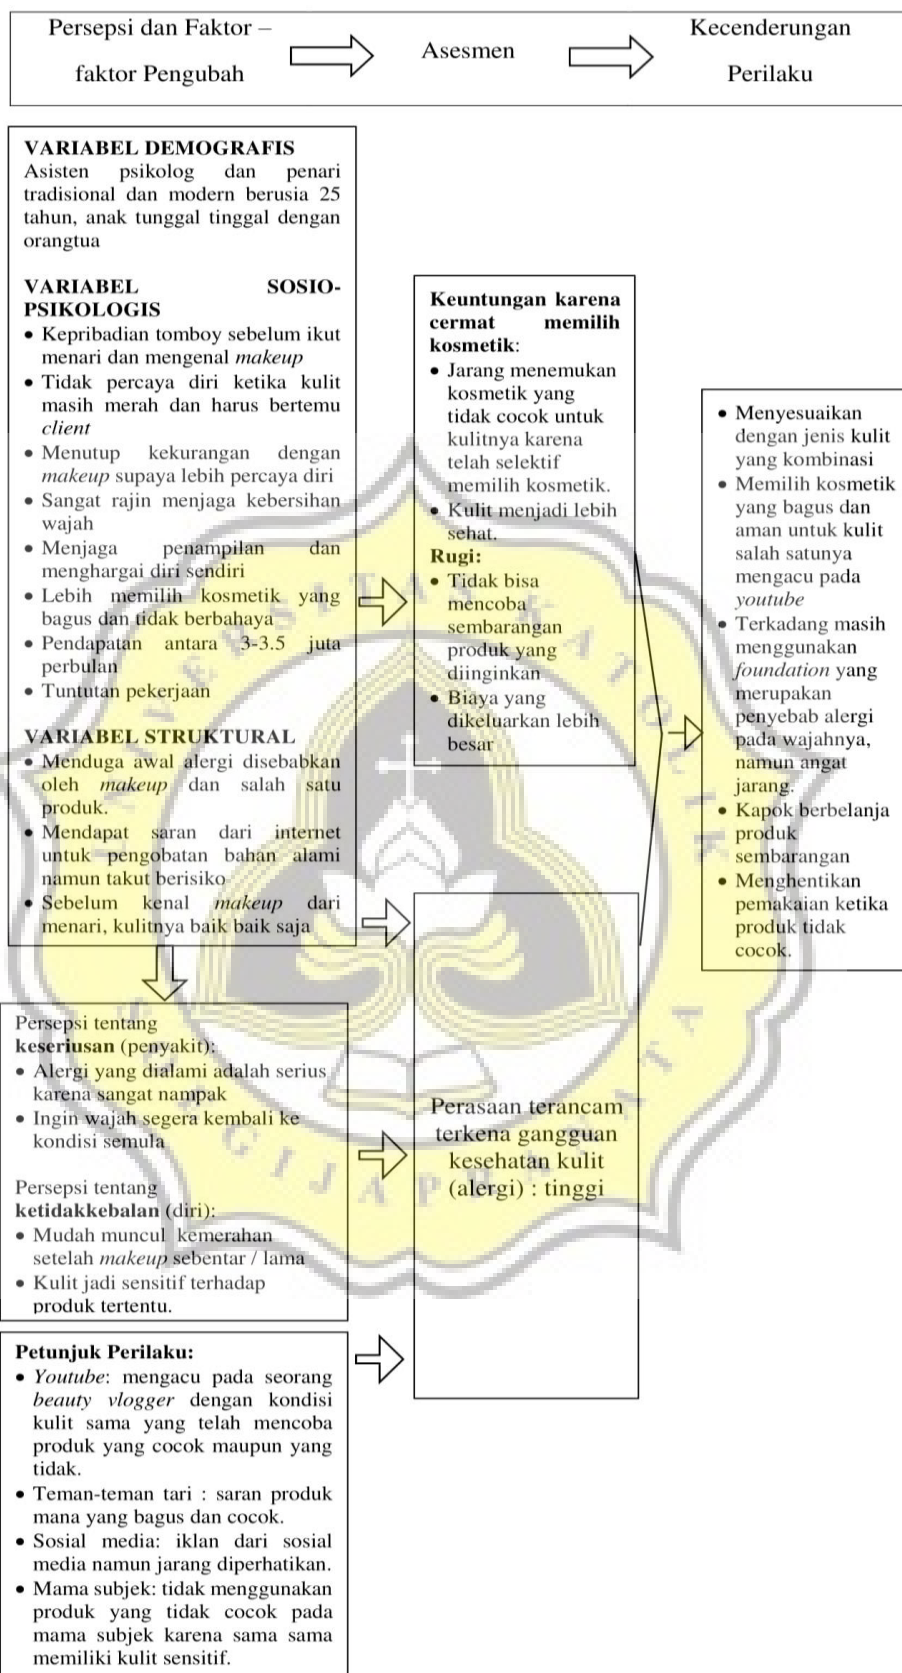 Persepsi dan Faktor –
faktor Pengubah
Asesmen
Kecenderungan
Perilaku
VARIABEL DEMOGRAFIS
Asisten psikolog dan penari
tradisional dan modern berusia 25
tahun, anak tunggal tinggal dengan
orangtua
VARIABEL SOSIO-
PSIKOLOGIS
• Kepribadian tomboy sebelum ikut
menari dan mengenal makeup
• Tidak percaya diri ketika kulit
masih merah dan harus bertemu
client
• Menutup kekurangan dengan
makeup supaya lebih percaya diri
• Sangat rajin menjaga kebersihan
wajah
• Menjaga penampilan dan
menghargai diri sendiri
• Lebih memilih kosmetik yang
bagus dan tidak berbahaya
• Pendapatan antara 3-3.5 juta
perbulan
• Tuntutan pekerjaan
VARIABEL STRUKTURAL
• Menduga awal alergi disebabkan
oleh makeup dan salah satu
produk.
• Mendapat saran dari internet
untuk pengobatan bahan alami
namun takut berisiko
• Sebelum kenal makeup dari
menari, kulitnya baik baik saja
Persepsi tentang
keseriusan (penyakit):
• Alergi yang dialami adalah serius
karena sangat nampak
• Ingin wajah segera kembali ke
kondisi semula
Persepsi tentang
ketidakkebalan (diri):
• Mudah muncul kemerahan
setelah makeup sebentar / lama
• Kulit jadi sensitif terhadap
produk tertentu.
Petunjuk Perilaku:
• Youtube: mengacu pada seorang
beauty vlogger dengan kondisi
kulit sama yang telah mencoba
produk yang cocok maupun yang
tidak.
• Teman-teman tari : saran produk
mana yang bagus dan cocok.
• Sosial media: iklan dari sosial
media namun jarang diperhatikan.
• Mama subjek: tidak menggunakan
produk yang tidak cocok pada
mama subjek karena sama sama
memiliki kulit sensitif.
Keuntungan karena
cermat memilih
kosmetik:
• Jarang menemukan
kosmetik yang
tidak cocok untuk
kulitnya karena
telah selektif
memilih kosmetik.
• Kulit menjadi lebih
sehat.
Rugi:
• Tidak bisa
mencoba
sembarangan
produk yang
diinginkan
• Biaya yang
dikeluarkan lebih
besar
Perasaan terancam
terkena gangguan
kesehatan kulit
(alergi) : tinggi
• Menyesuaikan
dengan jenis kulit
yang kombinasi
• Memilih kosmetik
yang bagus dan
aman untuk kulit
salah satunya
mengacu pada
youtube
• Terkadang masih
menggunakan
foundation yang
merupakan
penyebab alergi
pada wajahnya,
namun angat
jarang.
• Kapok berbelanja
produk
sembarangan
• Menghentikan
pemakaian ketika
produk tidak
cocok.
UNIVERSITAS KATOLIK
SOEGIJAPRANATA